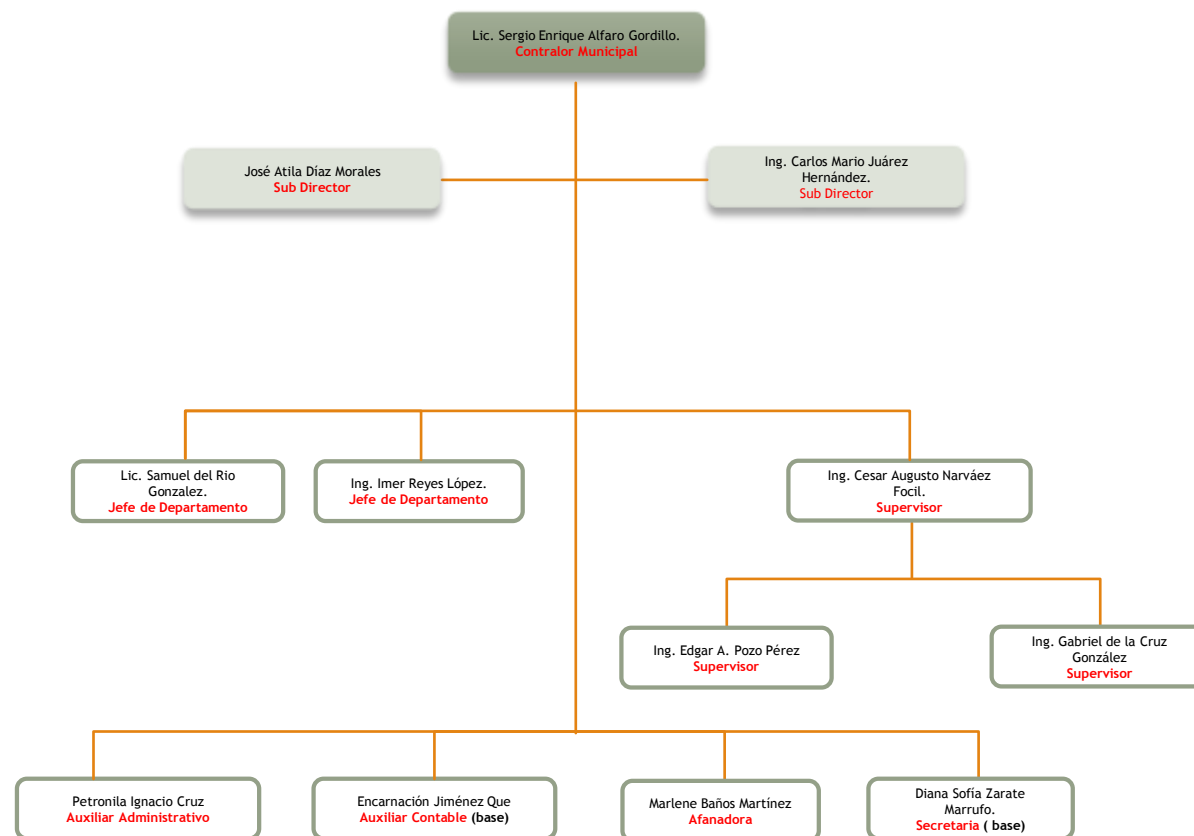 Lic. Sergio Enrique Alfaro Gordillo.
Contralor Municipal
José Atila Díaz Morales
Sub Director
Ing. Carlos Mario Juárez
Hernández.
Sub Director
Lic. Samuel del Rio
Gonzalez.
Jefe de Departamento
Ing. Imer Reyes López.
Jefe de Departamento
Ing. Cesar Augusto Narváez
Focil.
Supervisor
Ing. Edgar A. Pozo Pérez
Supervisor
Ing. Gabriel de la Cruz
González
Supervisor
Petronila Ignacio Cruz
Auxiliar Administrativo
Encarnación Jiménez Que
Auxiliar Contable (base)
Marlene Baños Martínez
Afanadora
Diana Sofía Zarate
Marrufo.
Secretaria ( base)